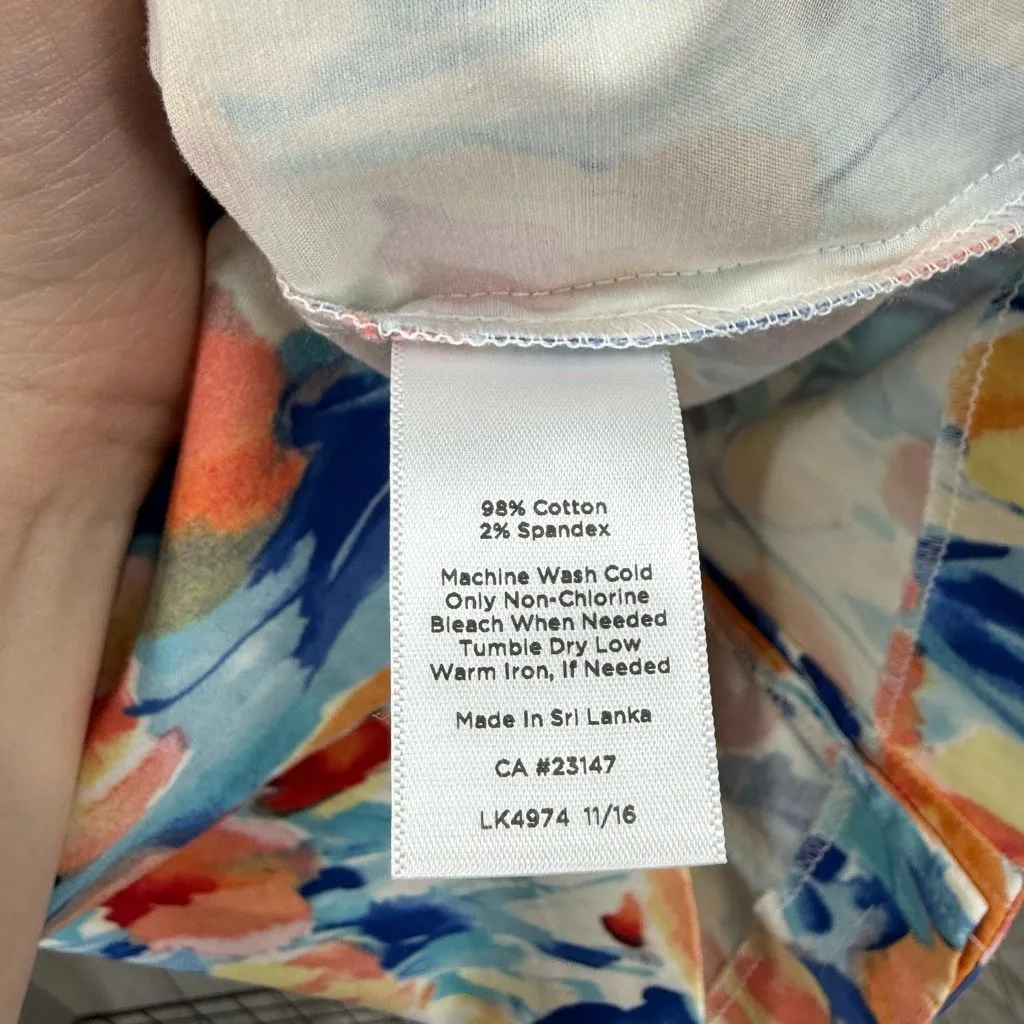 98% Cotton
2% Spandex
Machine Wash Cold
Only Non-Chlorine
Bleach When Needed
Tumble Dry Low
Warm Iron, If Needed
Made In Sri Lanka
CA #23147
LK4974 11/16